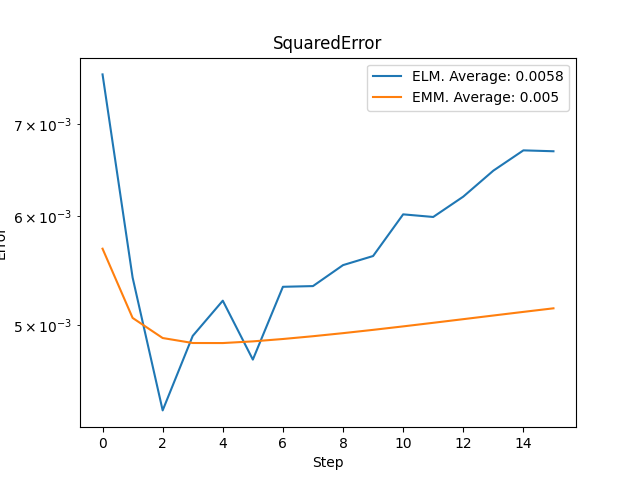 SquaredError
ELM. Average: 0.0058
EMM. Average: 0.005
7 × 10⁻³
6 × 10⁻³
5 × 10⁻³
Error
0 2 4 6 8 10 12 14
Step